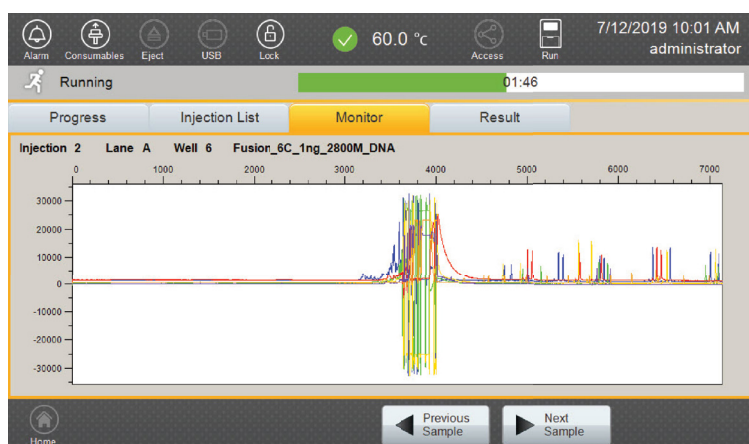 7/12/2019 10:01 AM
60.0 °c
administrator
Alarm Consumables Eject USB Lock Access Run
Running 01:46
Progress Injection List Monitor Result
Injection 2 Lane A Well 6 Fusion_6C_1ng_2800M_DNA
0 1000 2000 3000 4000 5000 6000 7000
30000
20000
10000
0
-10000
-20000
-30000
Previous Sample
Next Sample
Home